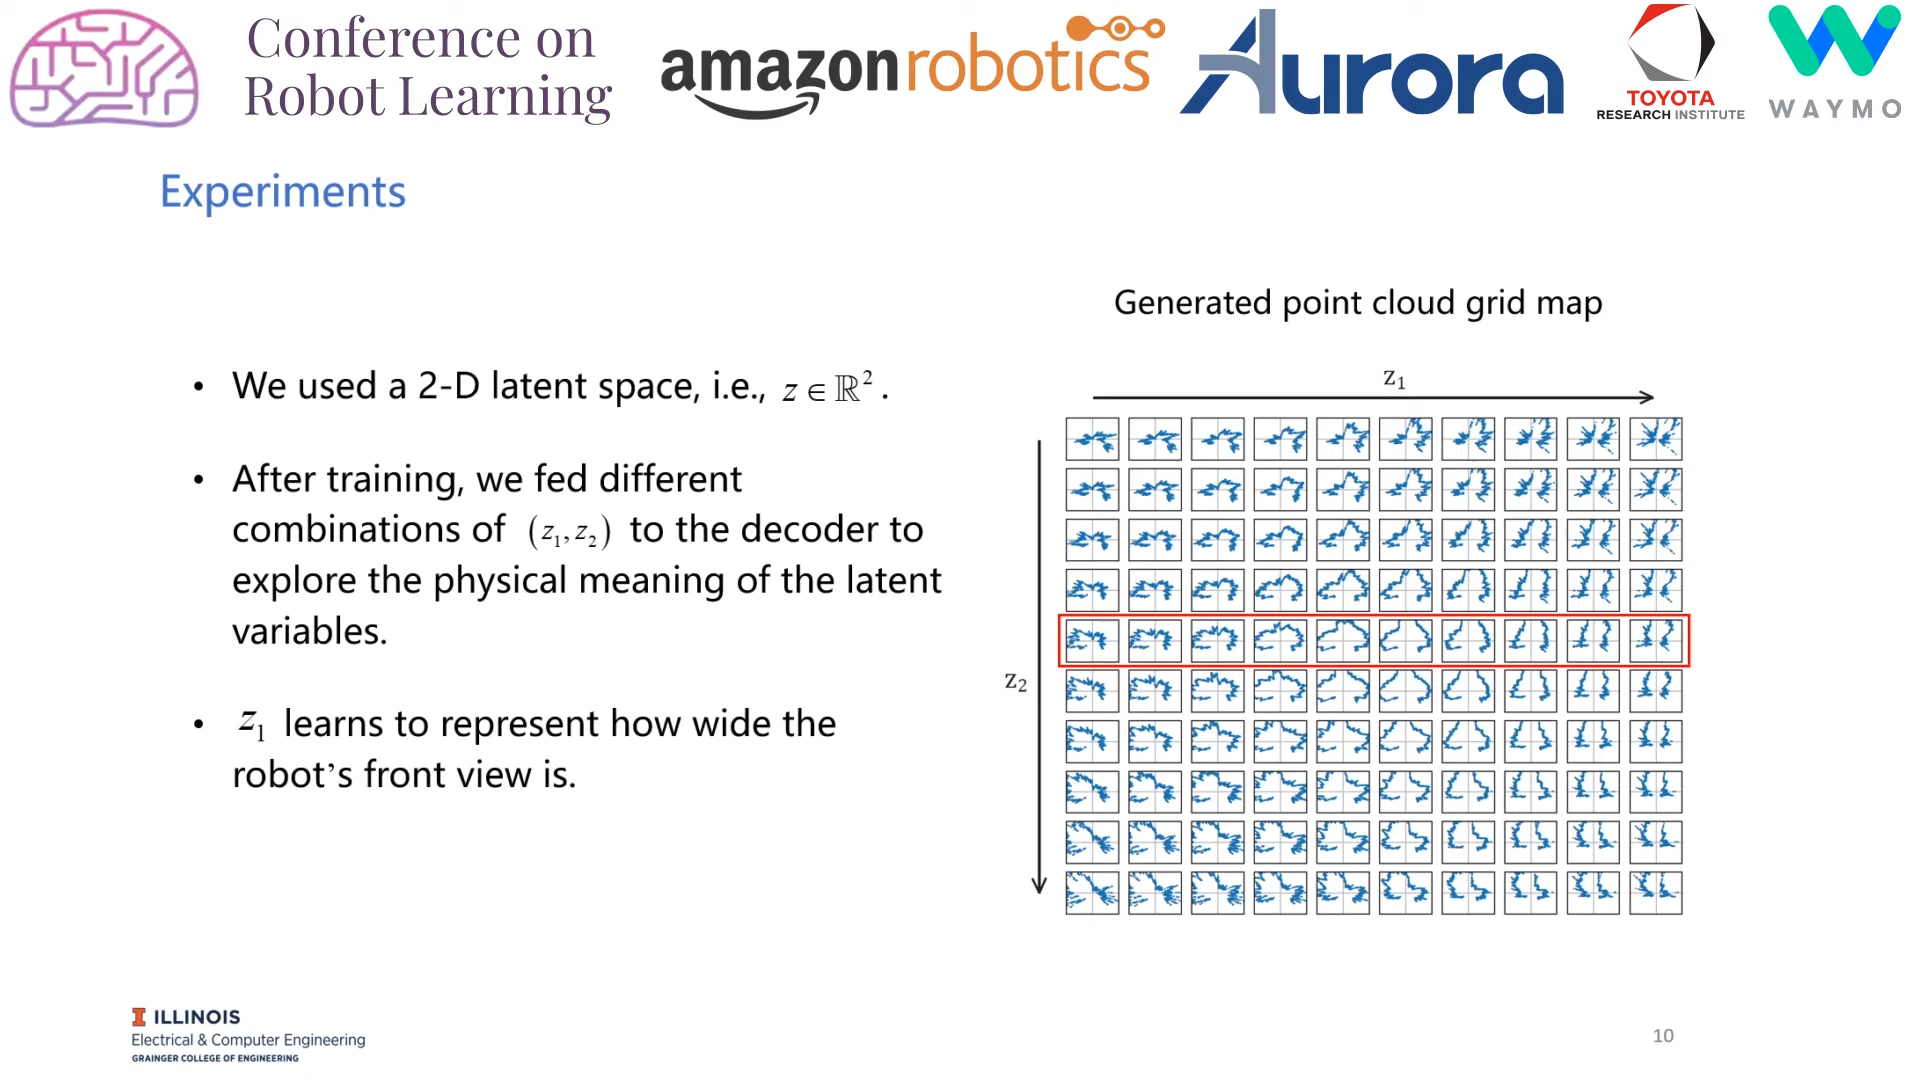 Conference on
Robot Learning
amazon robotics
Aurora
TOYOTA
RESEARCH INSTITUTE
WAYMO
Experiments
Generated point cloud grid map
• We used a 2-D latent space, i.e., z ∈ ℝ².
• After training, we fed different
combinations of (z₁, z₂) to the decoder to
explore the physical meaning of the latent
variables.
• z₁ learns to represent how wide the
robot’s front view is.
z₁
z₂
I ILLINOIS
Electrical & Computer Engineering
GRAINGER COLLEGE OF ENGINEERING
10